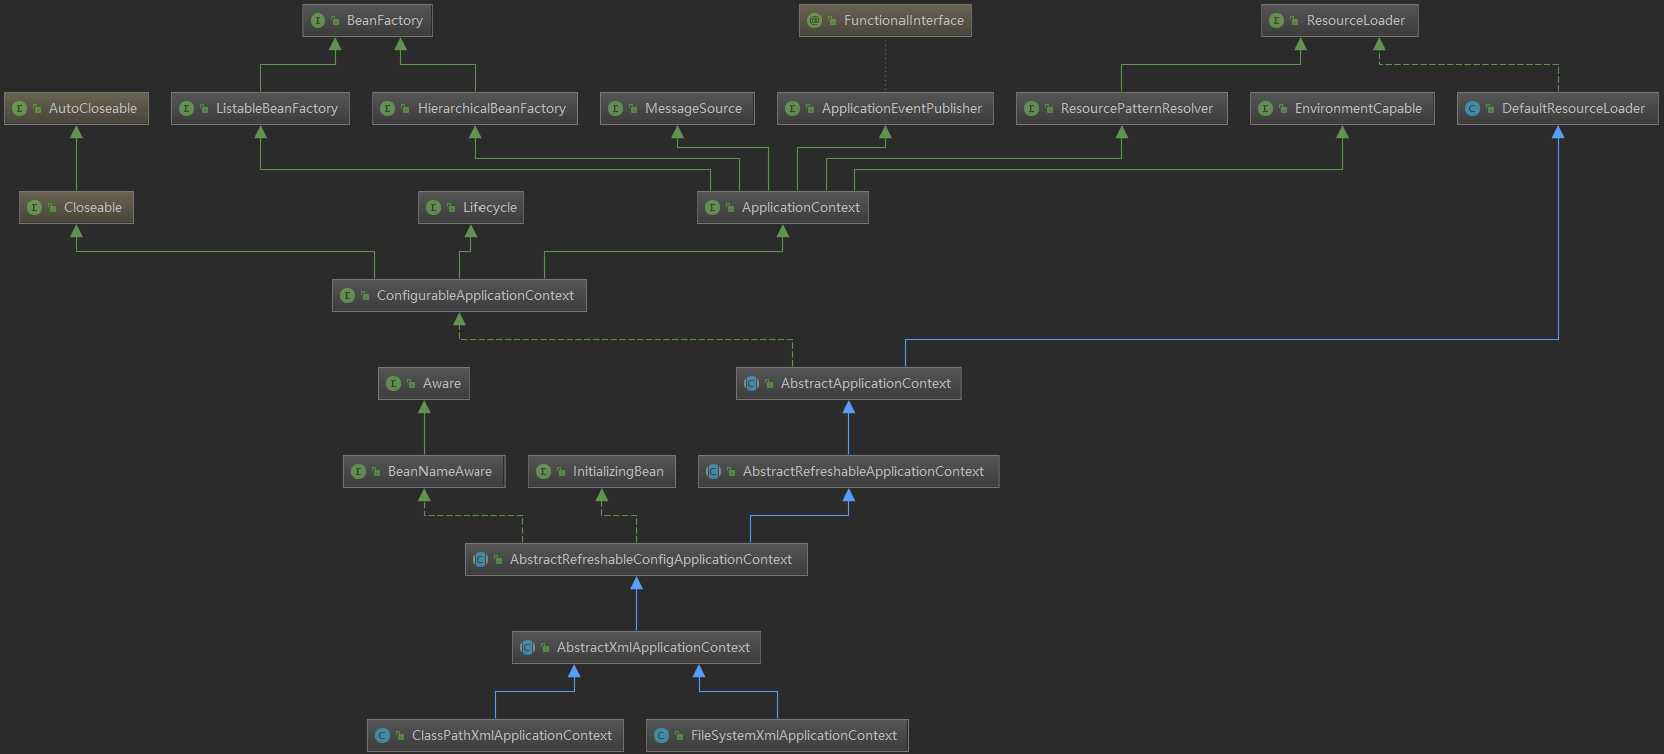 BeanFactory
FunctionalInterface
ResourceLoader
AutoCloseable
ListableBeanFactory
HierarchicalBeanFactory
MessageSource
ApplicationEventPublisher
ResourcePatternResolver
EnvironmentCapable
DefaultResourceLoader
Closeable
Lifecycle
ApplicationContext
ConfigurableApplicationContext
Aware
AbstractApplicationContext
BeanNameAware
InitializingBean
AbstractRefreshableApplicationContext
AbstractRefreshableConfigApplicationContext
AbstractXmlApplicationContext
ClassPathXmlApplicationContext
FileSystemXmlApplicationContext